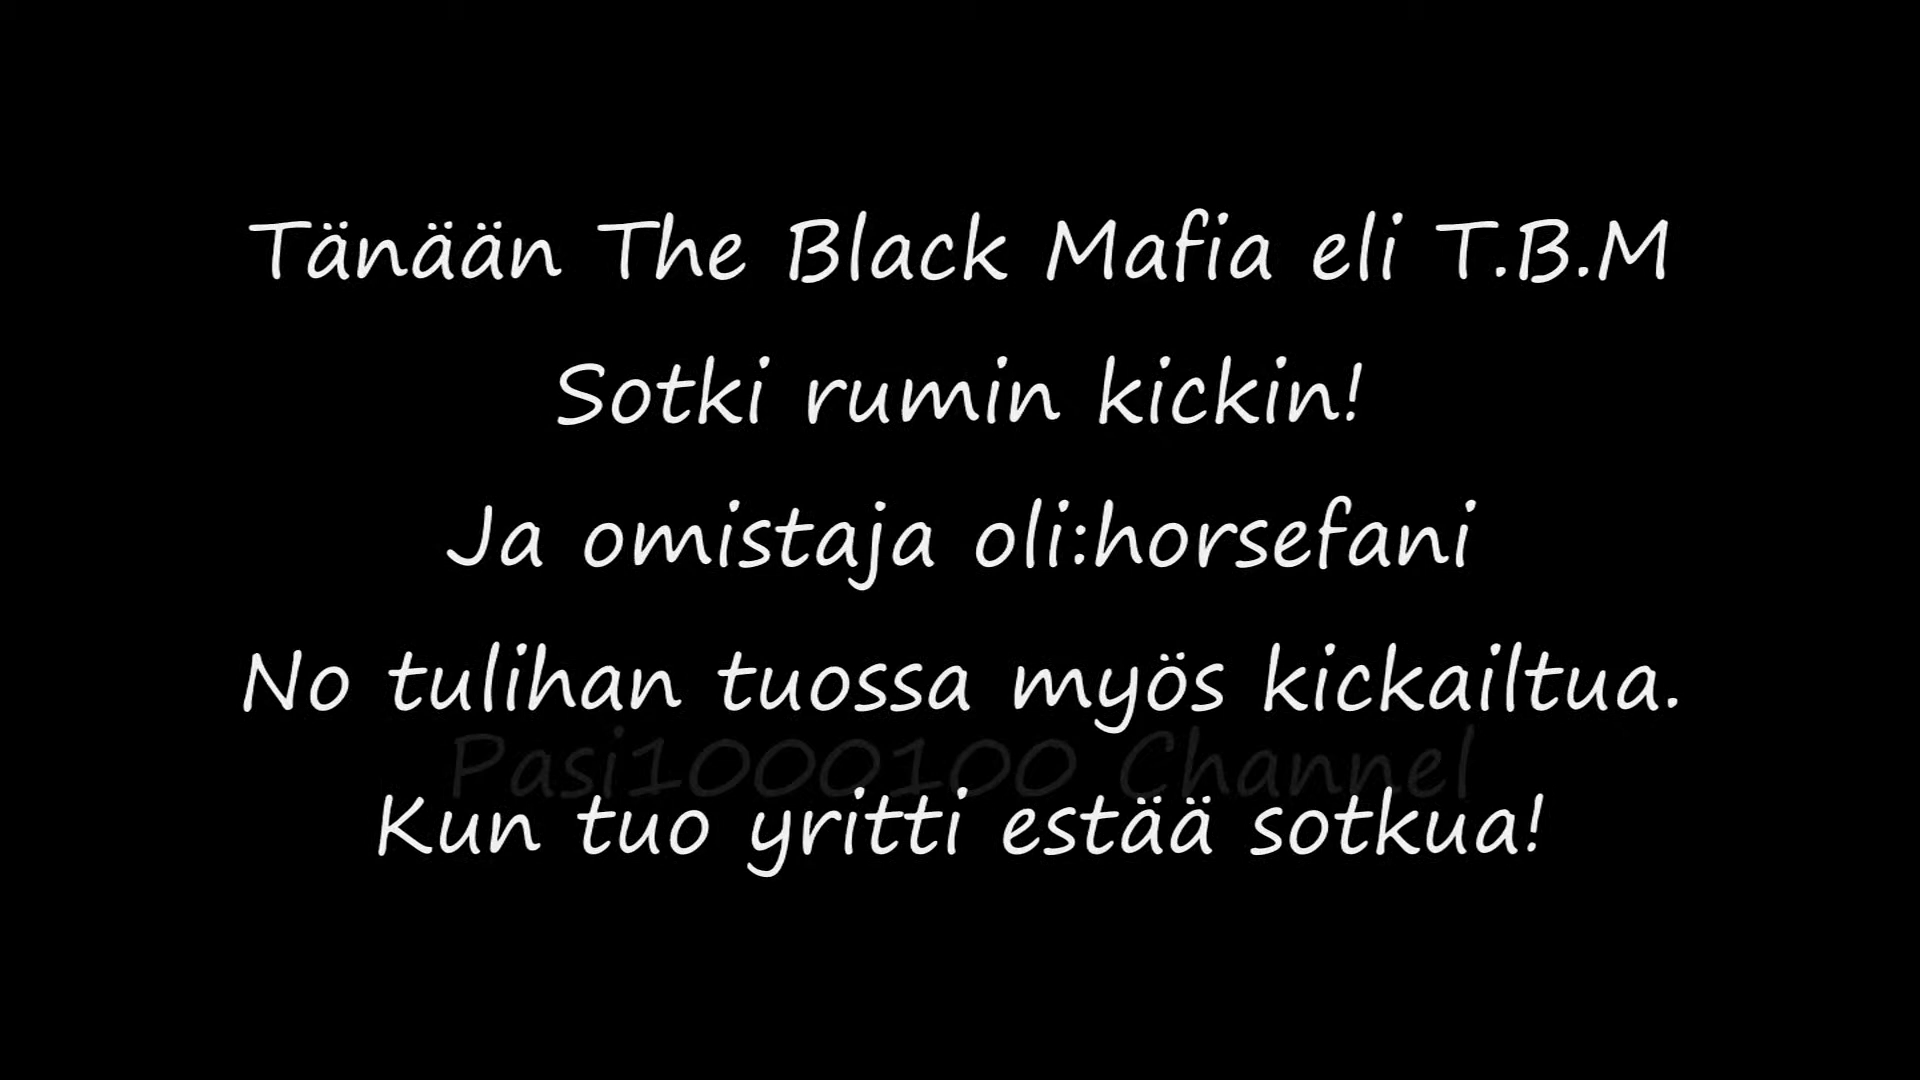 Tänään The Black Mafia eli T.B.M
Sotki rumin kickin!
Ja omistaja oli:horsefani
No tulihan tuossa myös kickailtua.
Pasi1000100 Channel
Kun tuo yritti estää sotkua!